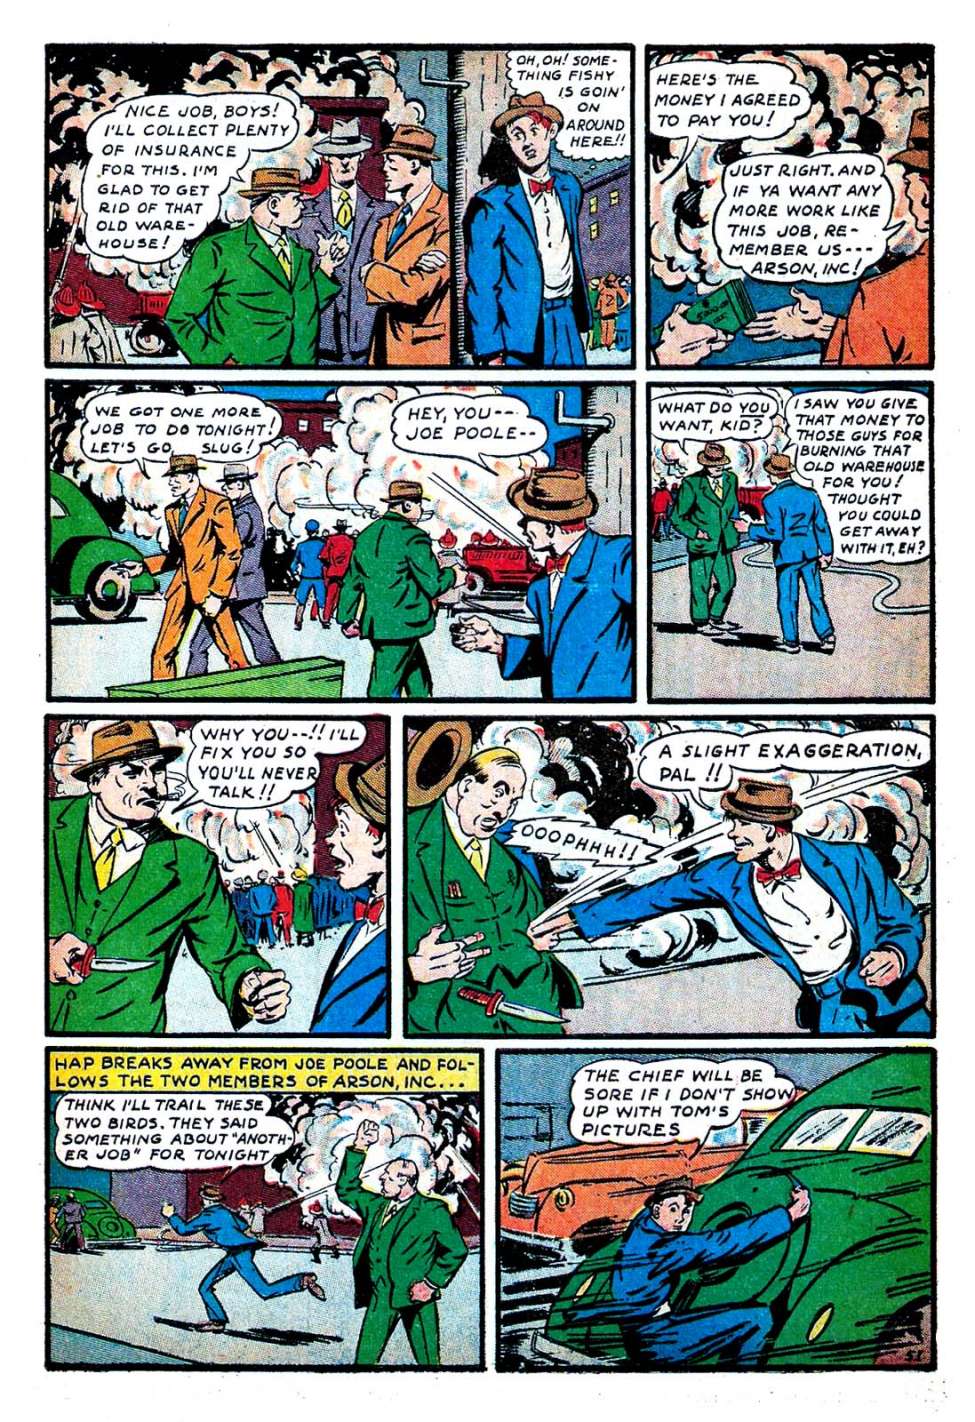 NICE JOB, BOYS!
I'LL COLLECT PLENTY
OF INSURANCE
FOR THIS. I'M
GLAD TO GET
RID OF THAT
OLD WARE-
HOUSE!
OH, OH! SOME-
THING FISHY
IS GOIN'
ON
AROUND
HERE!!
HERE'S THE
MONEY I AGREED
TO PAY YOU!
JUST RIGHT. AND
IF YA WANT ANY
MORE WORK LIKE
THIS JOB, RE-
MEMBER US---
ARSON, INC!
WE GOT ONE MORE
JOB TO DO TONIGHT!
LET'S GO, SLUG!
HEY, YOU--
JOE POOLE--
WHAT DO YOU
WANT, KID?
I SAW YOU GIVE
THAT MONEY TO
THOSE GUYS FOR
BURNING THAT
OLD WAREHOUSE
FOR YOU!
THOUGHT
YOU COULD
GET AWAY
WITH IT, EH?
WHY YOU--!! I'LL
FIX YOU SO
YOU'LL NEVER
TALK!!
OOOPHHH!!
A SLIGHT EXAGGERATION,
PAL!!
HAP BREAKS AWAY FROM JOE POOLE AND FOL-
LOWS THE TWO MEMBERS OF ARSON, INC...
THINK I'LL TRAIL THESE
TWO BIRDS. THEY SAID
SOMETHING ABOUT "ANOTH-
ER JOB" FOR TONIGHT
THE CHIEF WILL BE
SORE IF I DON'T SHOW
UP WITH TOM'S
PICTURES